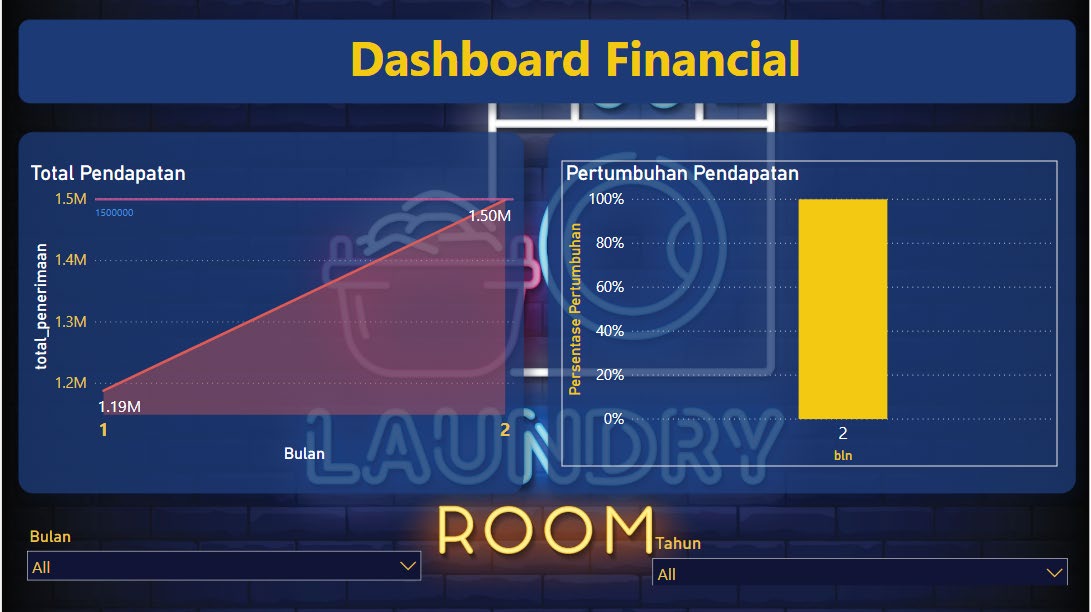 Dashboard Financial
Total Pendapatan
1.5M
1500000
1.50M
1.4M
1.3M
1.2M
1.19M
total_penerimaan
1
2
Bulan
Pertumbuhan Pendapatan
100%
80%
60%
40%
20%
0%
Persentase Pertumbuhan
2
bln
LAUNDRY
ROOM
Bulan
All
Tahun
All